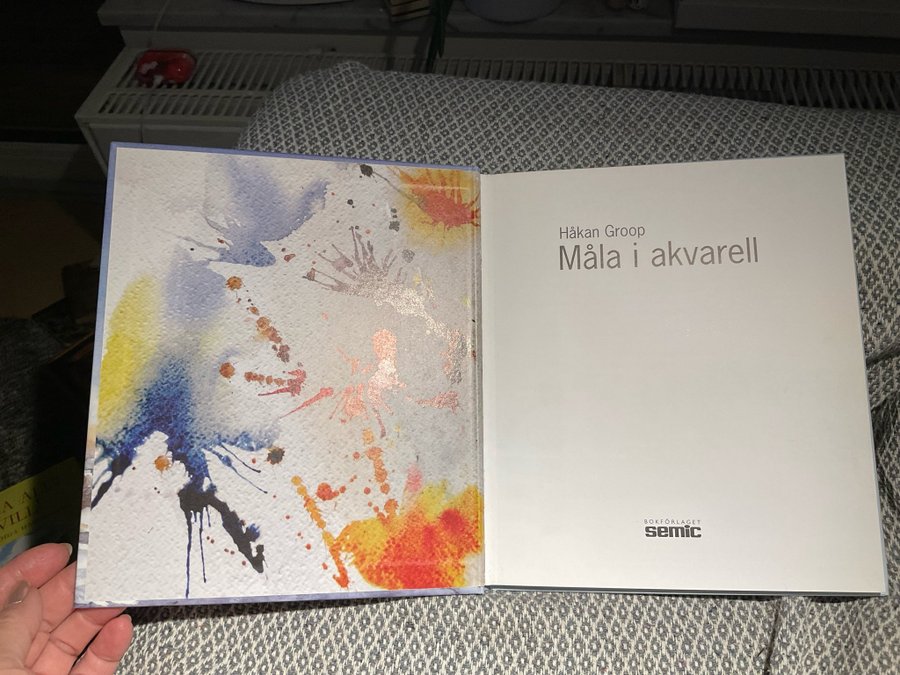 Håkan Groop
Måla i akvarell
BOKFÖRLAGET
semic